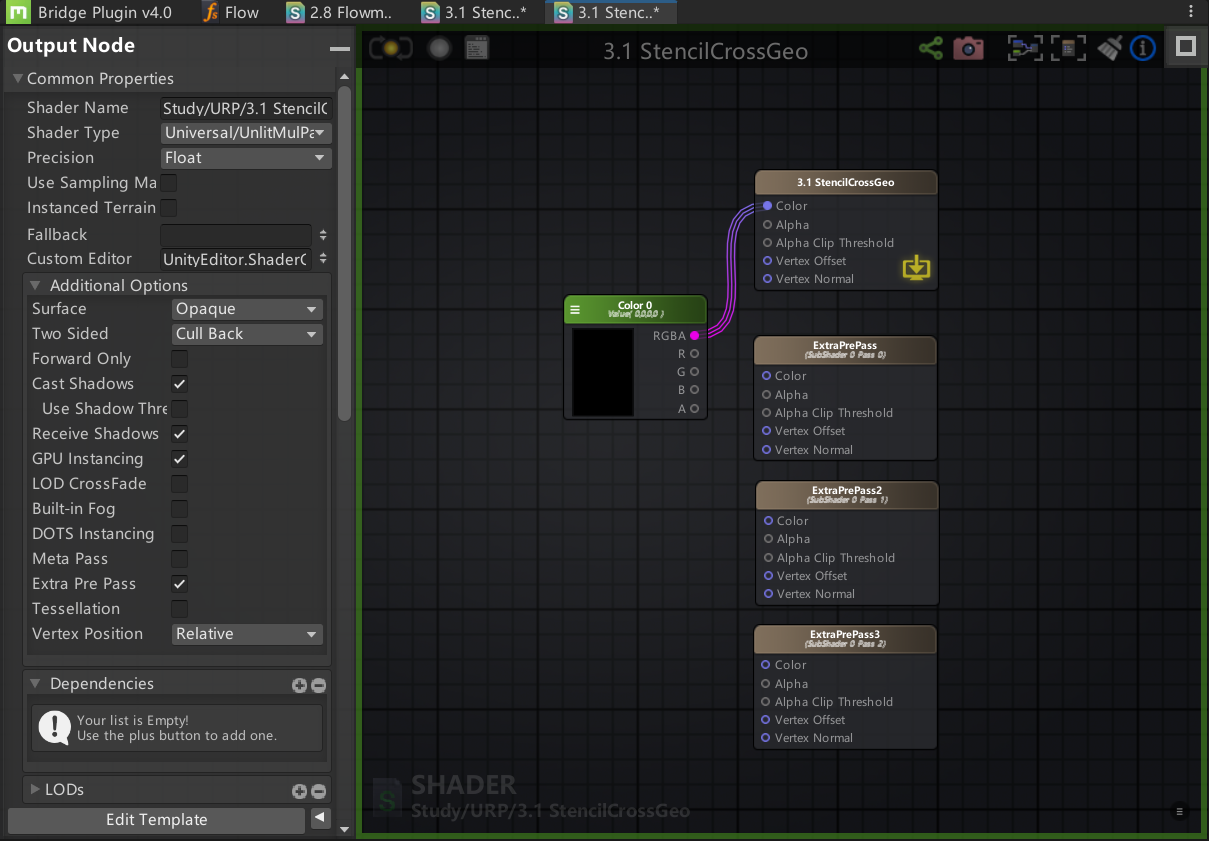 Bridge Plugin v4.0
Flow
2.8 Flowm..
3.1 Stenc..*
3.1 Stenc..*
Output Node
Common Properties
Shader Name Study/URP/3.1 StencilC
Shader Type Universal/UnlitMulPa
Precision Float
Use Sampling Ma
Instanced Terrain
Fallback
Custom Editor UnityEditor.ShaderG
Additional Options
Surface Opaque
Two Sided Cull Back
Forward Only
Cast Shadows
Use Shadow Thre
Receive Shadows
GPU Instancing
LOD CrossFade
Built-in Fog
DOTS Instancing
Meta Pass
Extra Pre Pass
Tessellation
Vertex Position Relative
Dependencies
Your list is Empty!
Use the plus button to add one.
LODs
Edit Template
3.1 StencilCrossGeo
3.1 StencilCrossGeo
Color
Alpha
Alpha Clip Threshold
Vertex Offset
Vertex Normal
Color 0
Value( 0,0,0,0 )
RGBA
R
G
B
A
ExtraPrePass
(SubShader 0 Pass 0)
Color
Alpha
Alpha Clip Threshold
Vertex Offset
Vertex Normal
ExtraPrePass2
(SubShader 0 Pass 1)
Color
Alpha
Alpha Clip Threshold
Vertex Offset
Vertex Normal
ExtraPrePass3
(SubShader 0 Pass 2)
Color
Alpha
Alpha Clip Threshold
Vertex Offset
Vertex Normal
SHADER
Study/URP/3.1 StencilCrossGeo